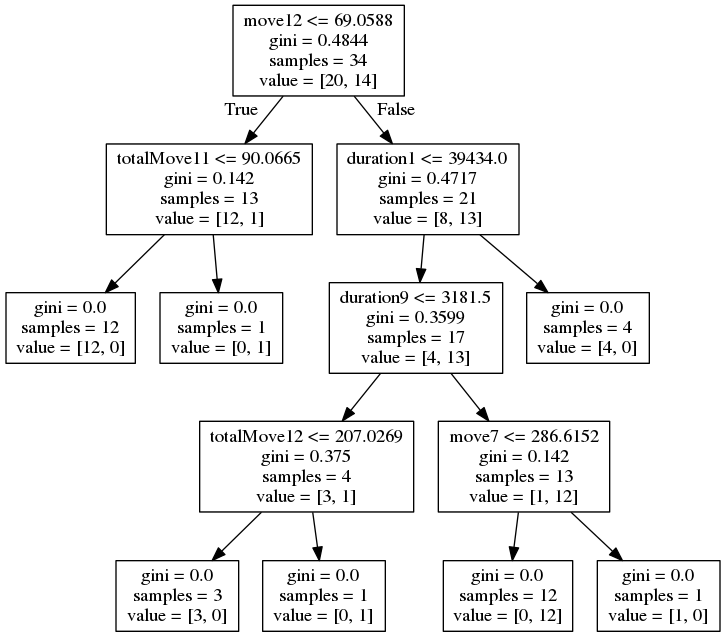 move12 <= 69.0588
gini = 0.4844
samples = 34
value = [20, 14]
True
False
totalMove11 <= 90.0665
gini = 0.142
samples = 13
value = [12, 1]
duration1 <= 39434.0
gini = 0.4717
samples = 21
value = [8, 13]
gini = 0.0
samples = 12
value = [12, 0]
gini = 0.0
samples = 1
value = [0, 1]
duration9 <= 3181.5
gini = 0.3599
samples = 17
value = [4, 13]
gini = 0.0
samples = 4
value = [4, 0]
totalMove12 <= 207.0269
gini = 0.375
samples = 4
value = [3, 1]
move7 <= 286.6152
gini = 0.142
samples = 13
value = [1, 12]
gini = 0.0
samples = 3
value = [3, 0]
gini = 0.0
samples = 1
value = [0, 1]
gini = 0.0
samples = 12
value = [0, 12]
gini = 0.0
samples = 1
value = [1, 0]